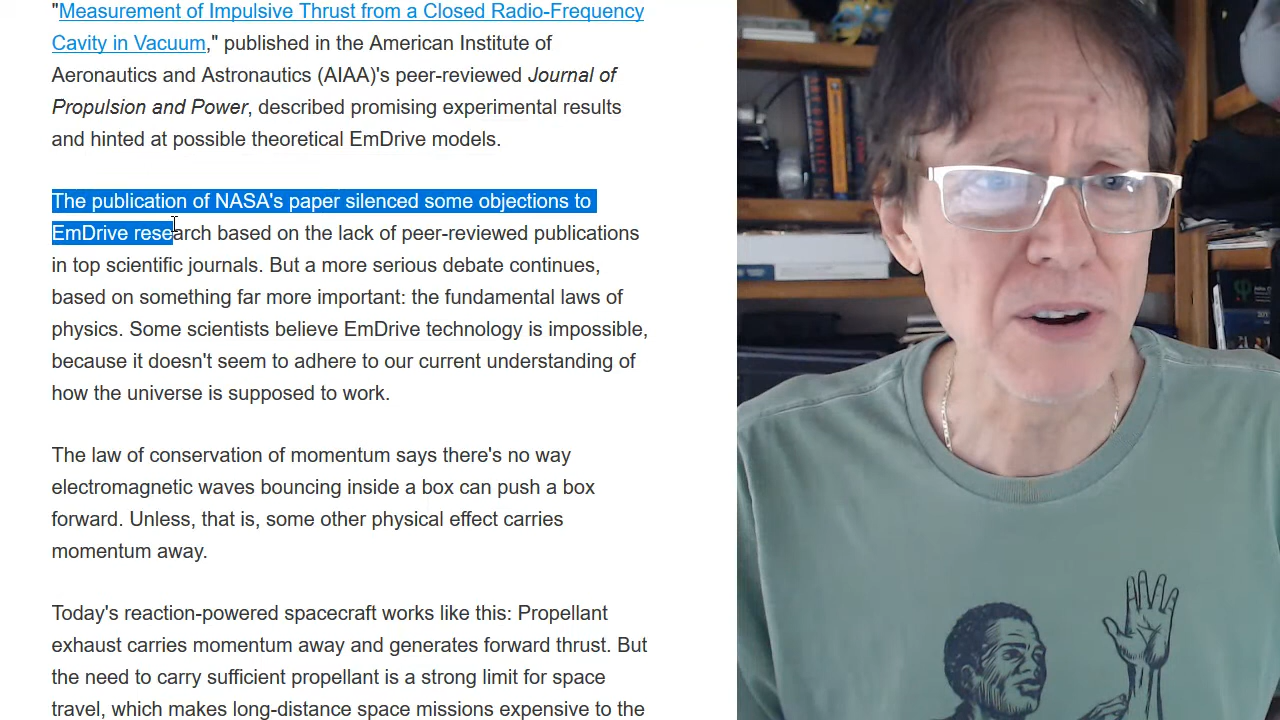 "Measurement of Impulsive Thrust from a Closed Radio-Frequency
Cavity in Vacuum," published in the American Institute of
Aeronautics and Astronautics (AIAA)'s peer-reviewed Journal of
Propulsion and Power, described promising experimental results
and hinted at possible theoretical EmDrive models.
The publication of NASA's paper silenced some objections to
EmDrive research based on the lack of peer-reviewed publications
in top scientific journals. But a more serious debate continues,
based on something far more important: the fundamental laws of
physics. Some scientists believe EmDrive technology is impossible,
because it doesn't seem to adhere to our current understanding of
how the universe is supposed to work.
The law of conservation of momentum says there's no way
electromagnetic waves bouncing inside a box can push a box
forward. Unless, that is, some other physical effect carries
momentum away.
Today's reaction-powered spacecraft works like this: Propellant
exhaust carries momentum away and generates forward thrust. But
the need to carry sufficient propellant is a strong limit for space
travel, which makes long-distance space missions expensive to the